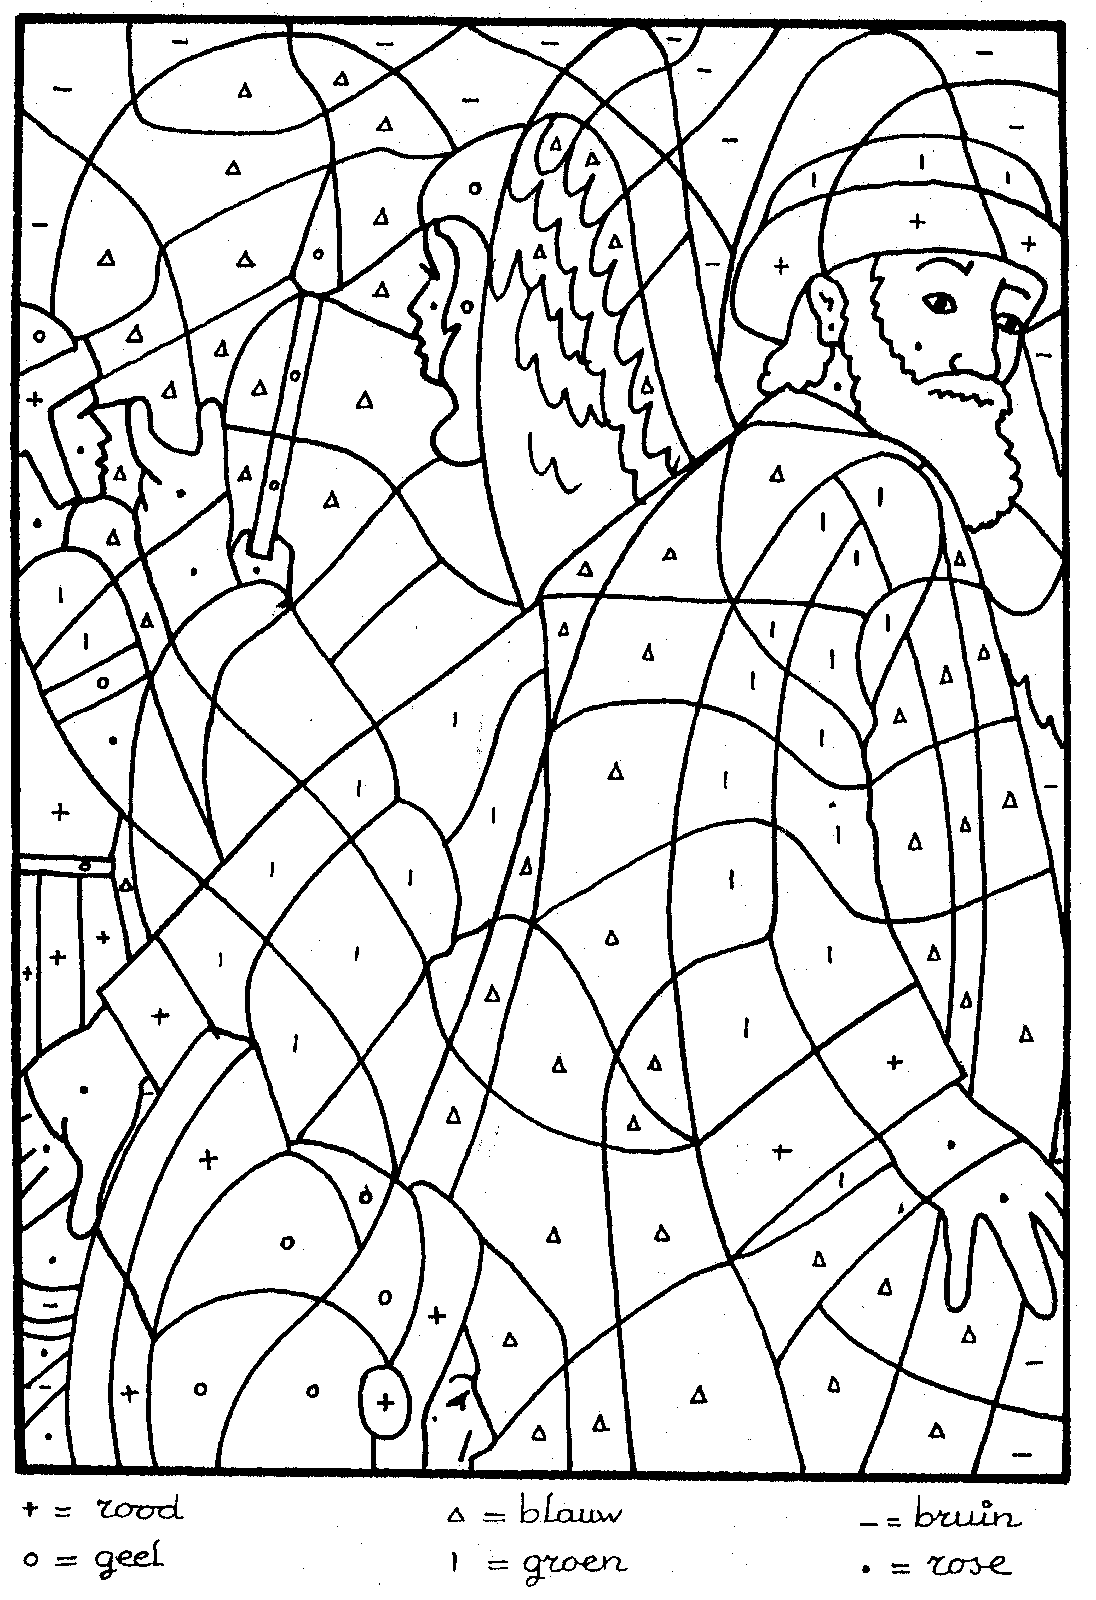 + = rood △ = blauw – = bruin
o = geel ı = groen • = rose